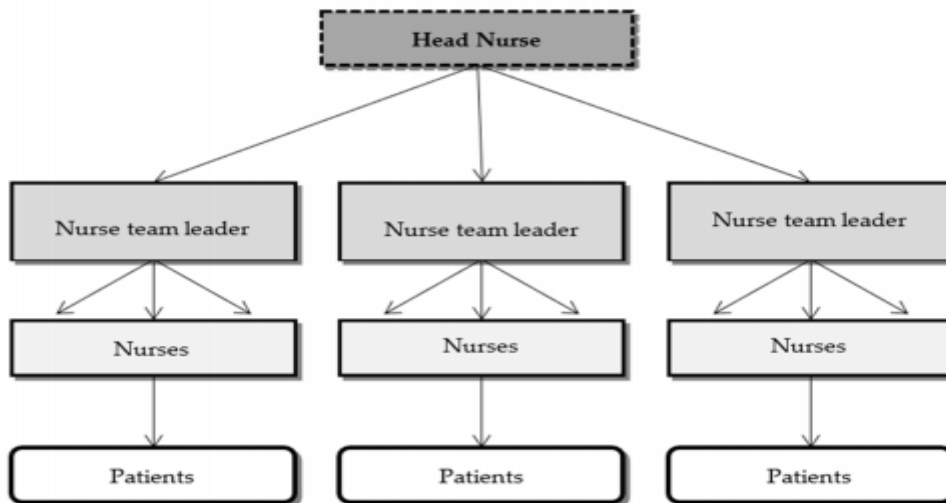 Head Nurse
Nurse team leader
Nurse team leader
Nurse team leader
Nurses
Nurses
Nurses
Patients
Patients
Patients